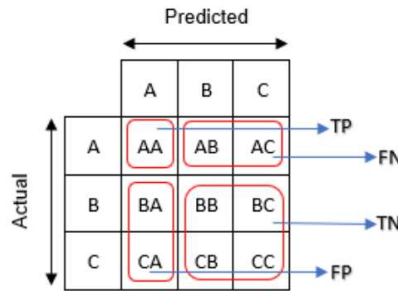 Predicted
A B C
Actual
A AA AB AC
B BA BB BC
C CA CB CC
TP
FN
TN
FP